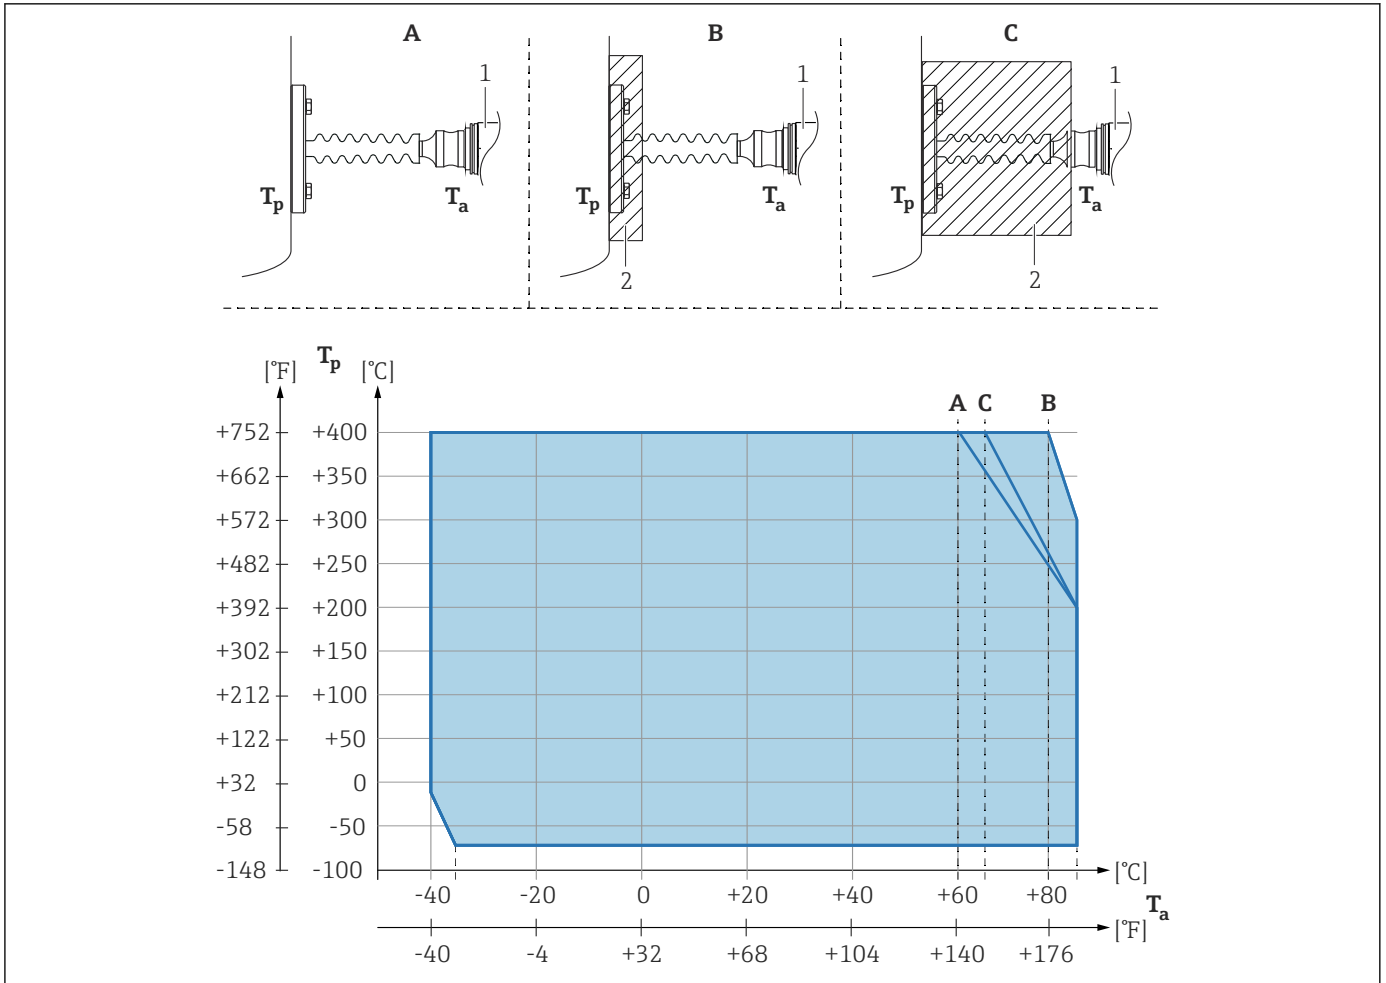 A B C
1 1 1
Tp Ta Tp Ta Tp Ta
2 2
Tp
[°F] [°C]
A C B
+752 +400
+662 +350
+572 +300
+482 +250
+392 +200
+302 +150
+212 +100
+122 +50
+32 0
-58 -50
-148 -100
[°C]
-40 -20 0 +20 +40 +60 +80
Ta
[°F]
-40 -4 +32 +68 +104 +140 +176